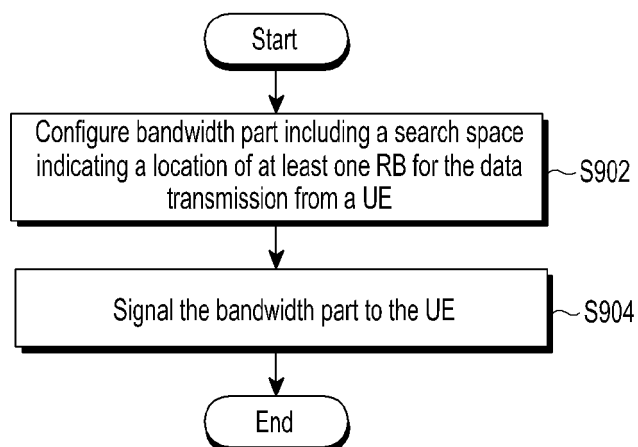 Start
Configure bandwidth part including a search space
indicating a location of at least one RB for the data
transmission from a UE
S902
Signal the bandwidth part to the UE
S904
End